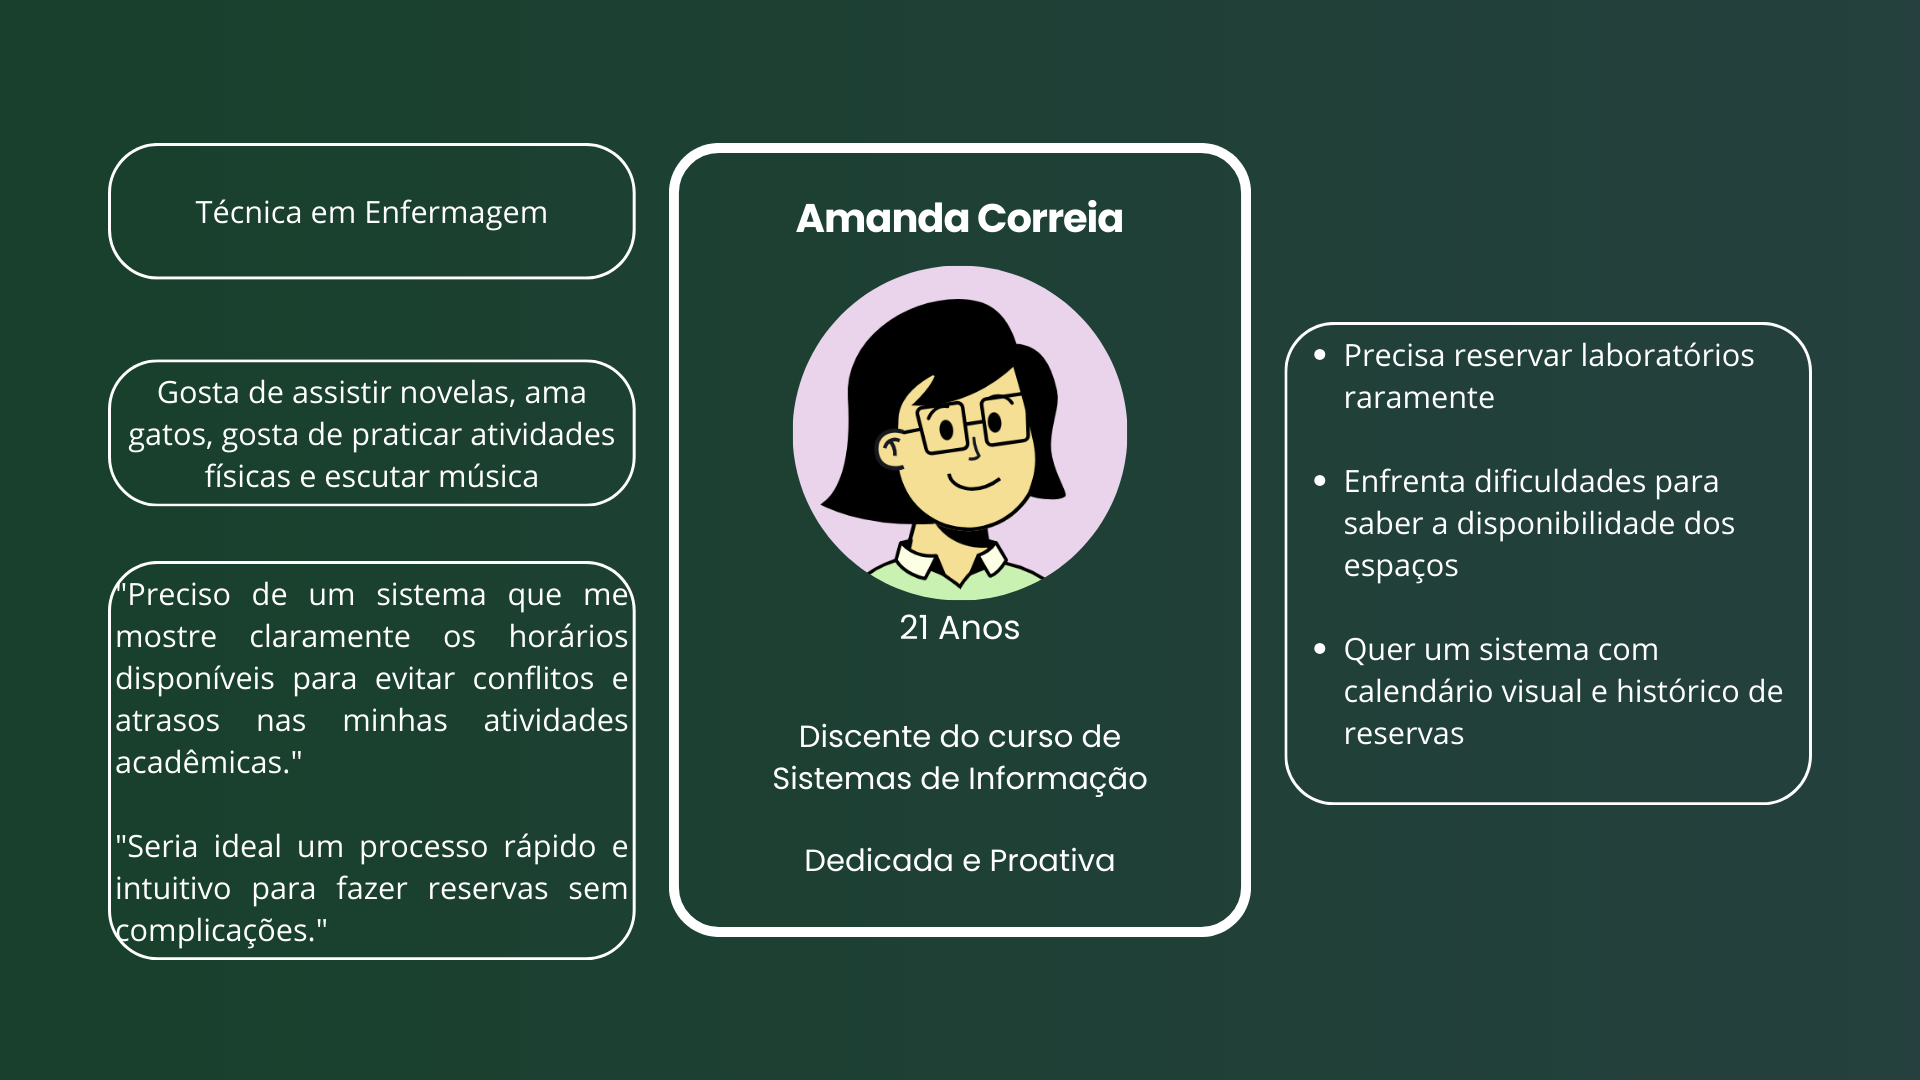 Técnica em Enfermagem
Gosta de assistir novelas, ama
gatos, gosta de praticar atividades
físicas e escutar música
"Preciso de um sistema que me
mostre claramente os horários
disponíveis para evitar conflitos e
atrasos nas minhas atividades
acadêmicas."
"Seria ideal um processo rápido e
intuitivo para fazer reservas sem
complicações."
Amanda Correia
21 Anos
Discente do curso de
Sistemas de Informação
Dedicada e Proativa
• Precisa reservar laboratórios
raramente
• Enfrenta dificuldades para
saber a disponibilidade dos
espaços
• Quer um sistema com
calendário visual e histórico de
reservas